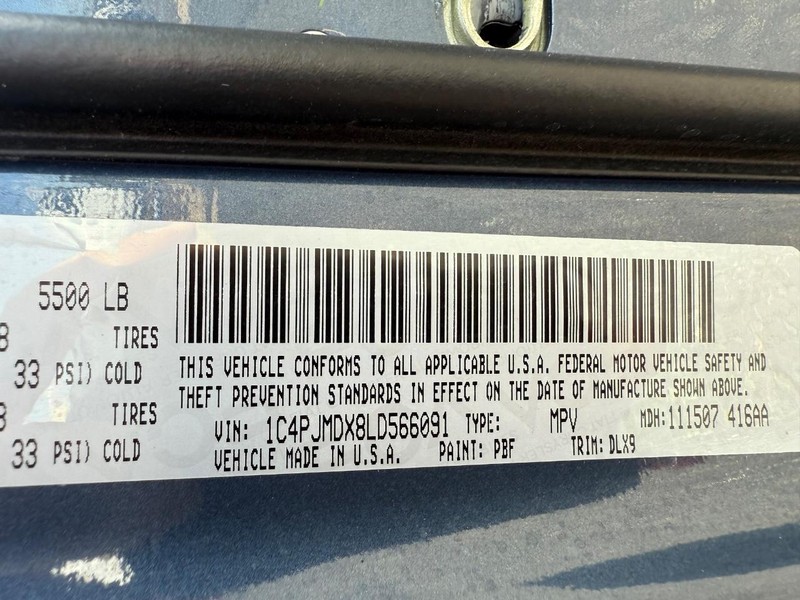 5500 LB
8 TIRES
33 PSI) COLD
8 TIRES
33 PSI) COLD
THIS VEHICLE CONFORMS TO ALL APPLICABLE U.S.A. FEDERAL MOTOR VEHICLE SAFETY AND
THEFT PREVENTION STANDARDS IN EFFECT ON THE DATE OF MANUFACTURE SHOWN ABOVE.
VIN: 1C4PJMDX8LD566091 TYPE: MPV MDH:111507 416AA
VEHICLE MADE IN U.S.A. PAINT: PBF TRIM: DLX9